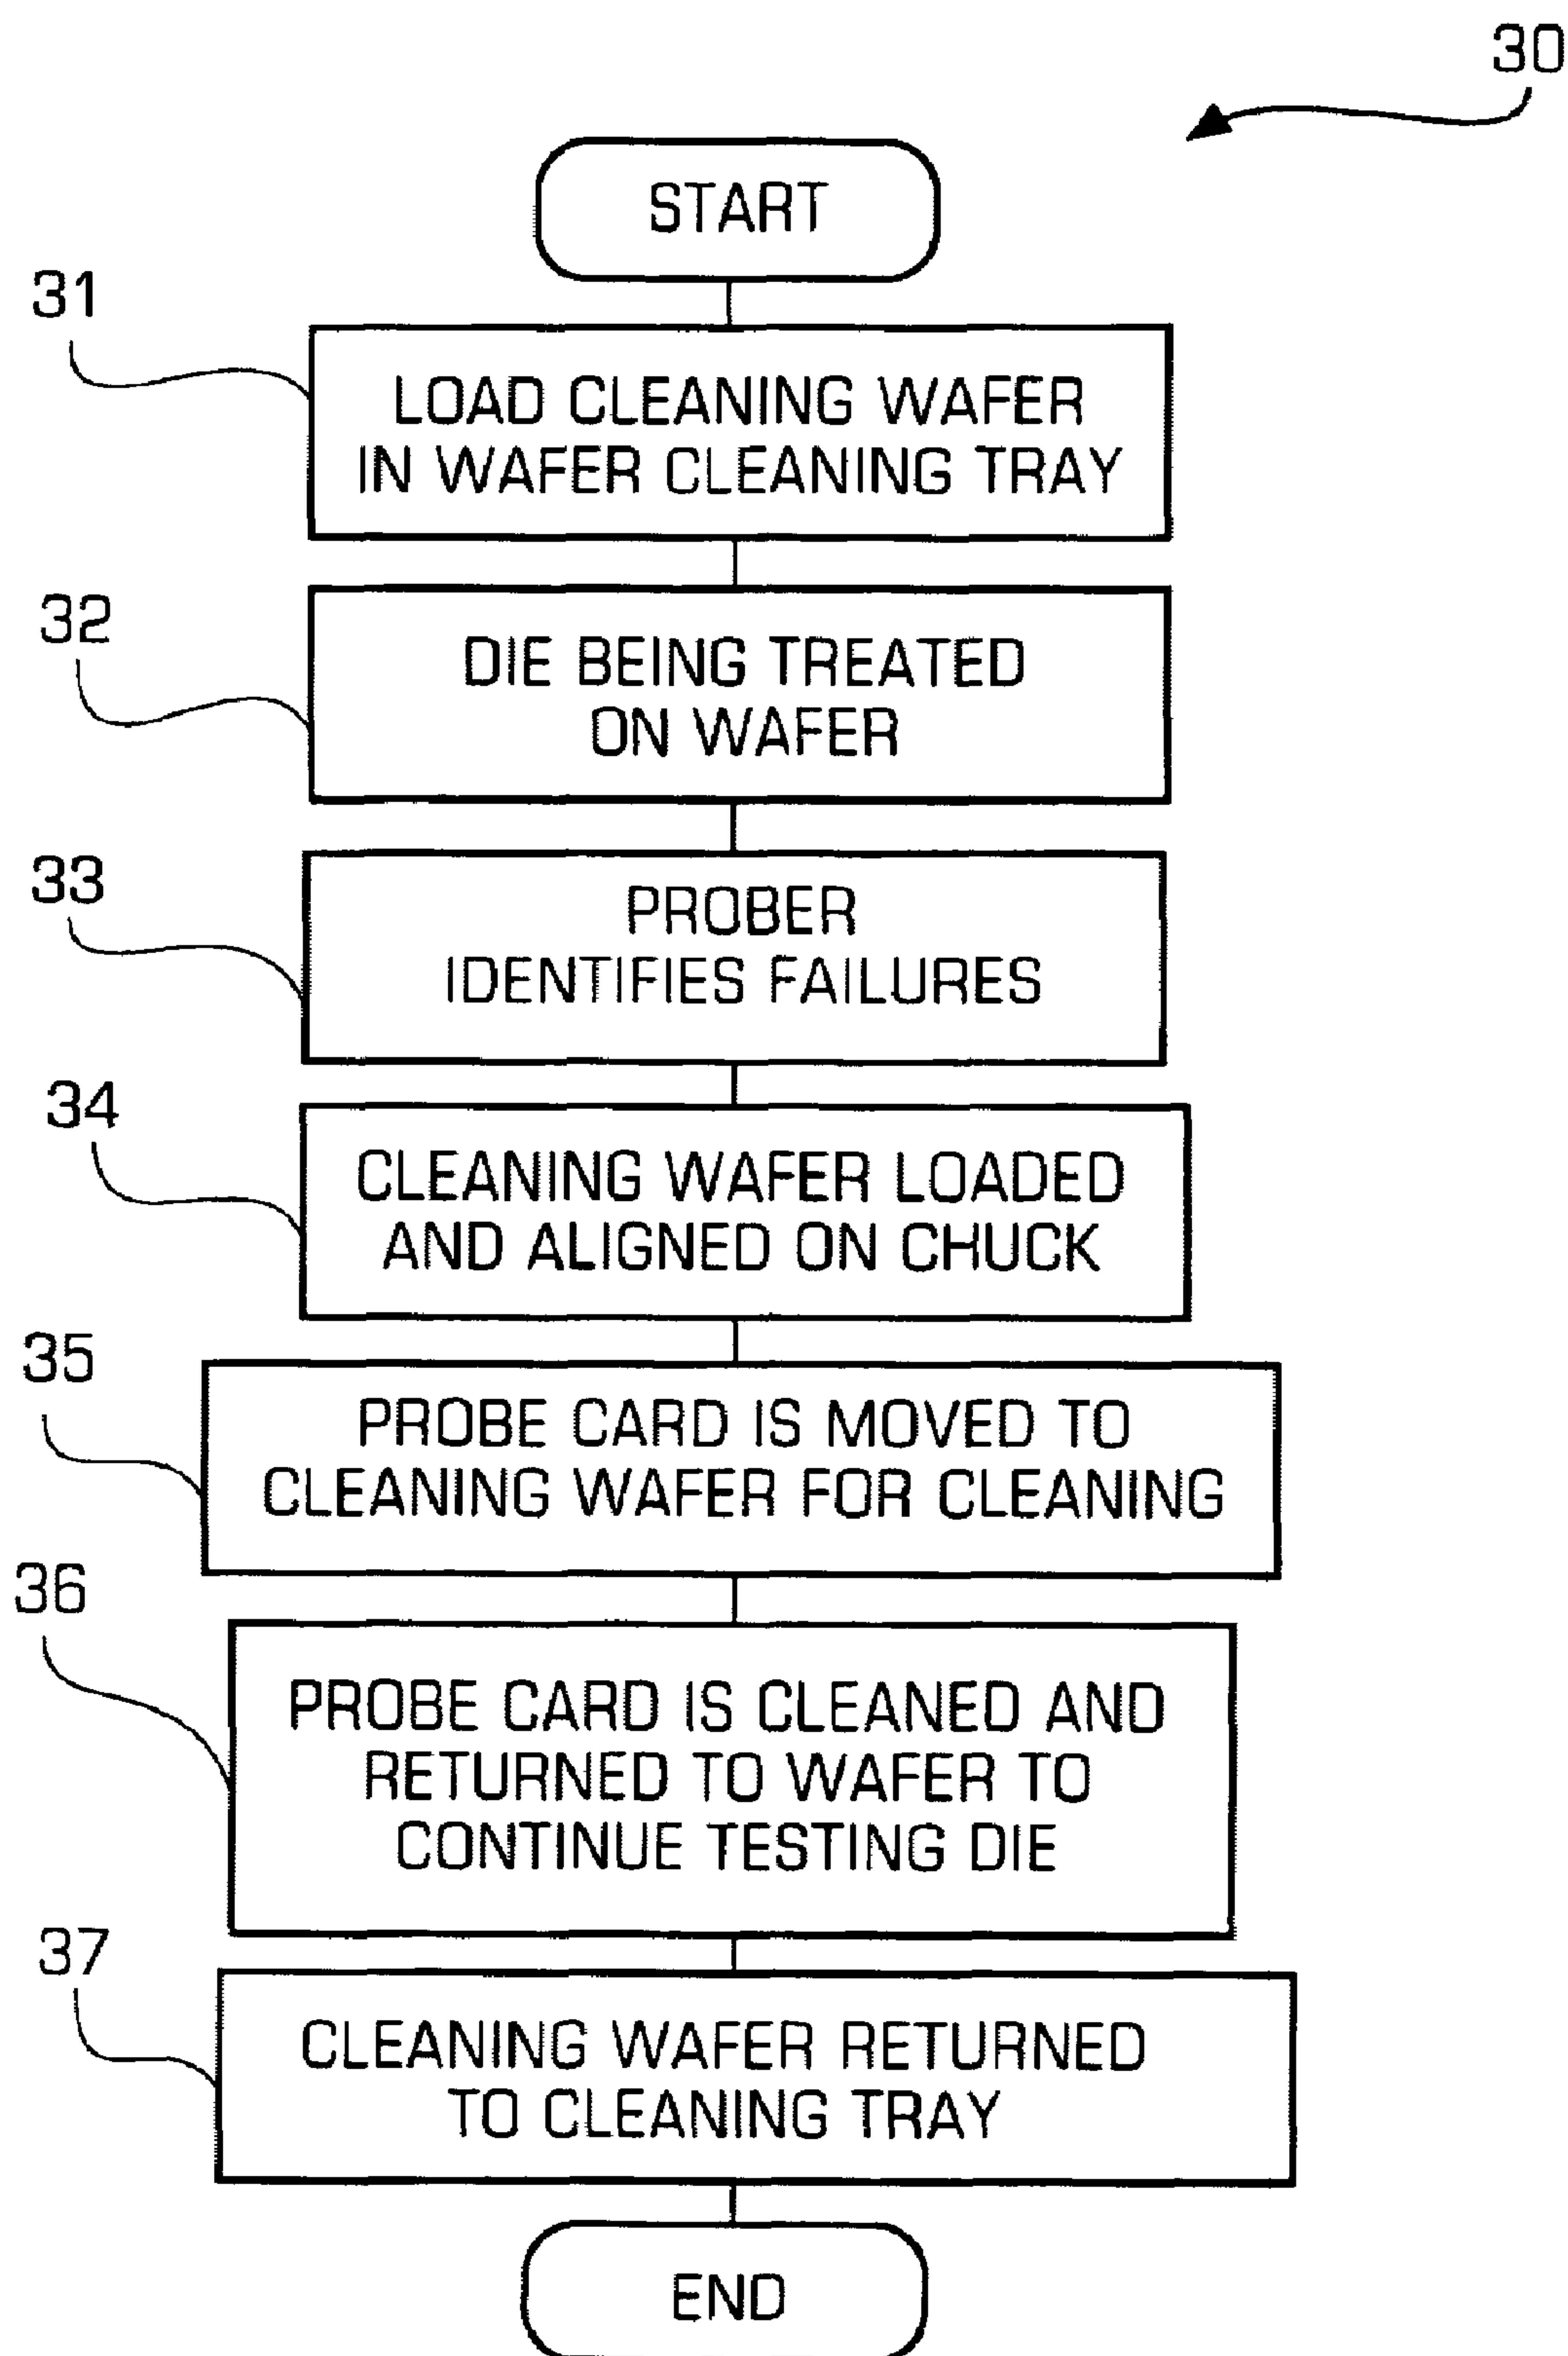 30
START
31
LOAD CLEANING WAFER
IN WAFER CLEANING TRAY
32
DIE BEING TREATED
ON WAFER
33
PROBER
IDENTIFIES FAILURES
34
CLEANING WAFER LOADED
AND ALIGNED ON CHUCK
35
PROBE CARD IS MOVED TO
CLEANING WAFER FOR CLEANING
36
PROBE CARD IS CLEANED AND
RETURNED TO WAFER TO
CONTINUE TESTING DIE
37
CLEANING WAFER RETURNED
TO CLEANING TRAY
END